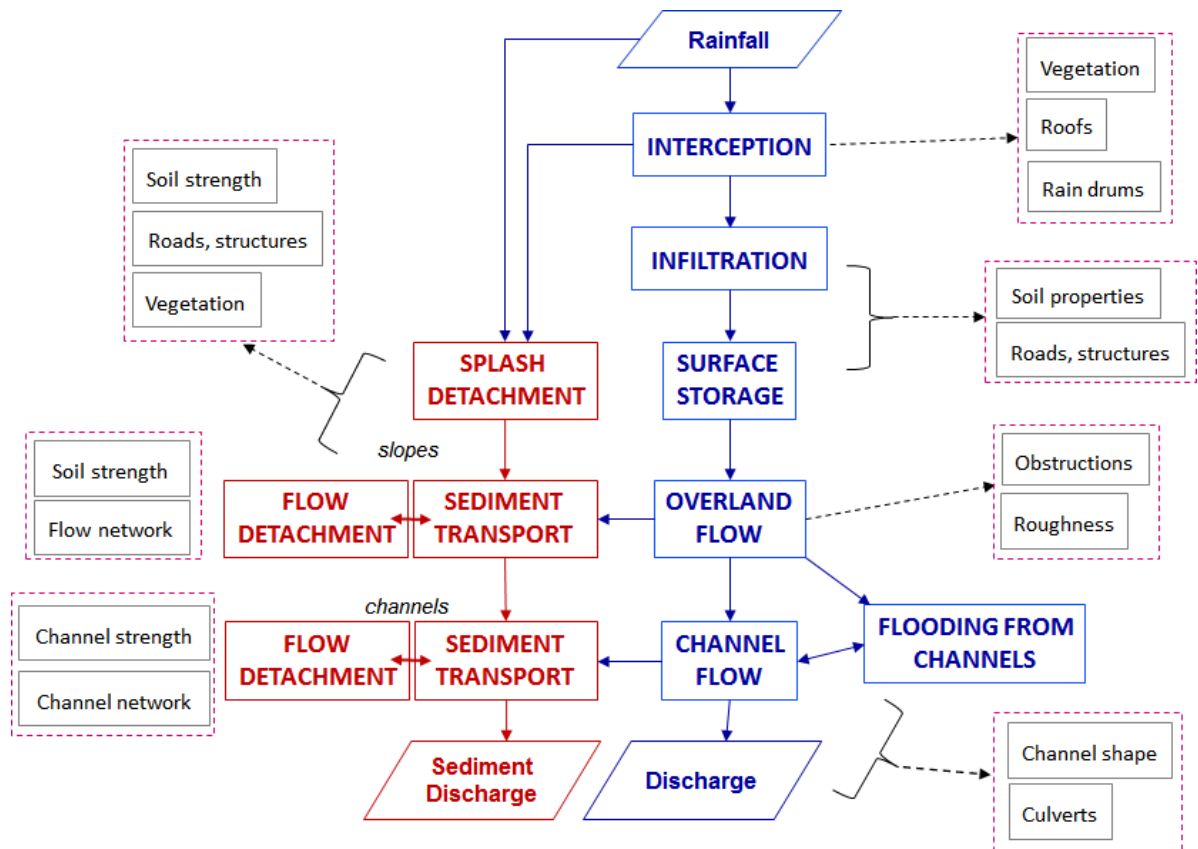 Rainfall
Vegetation
Roofs
Rain drums
INTERCEPTION
Soil strength
Roads, structures
Vegetation
INFILTRATION
Soil properties
Roads, structures
SPLASH
DETACHMENT
SURFACE
STORAGE
slopes
Soil strength
Flow network
FLOW
DETACHMENT
SEDIMENT
TRANSPORT
OVERLAND
FLOW
Obstructions
Roughness
channels
Channel strength
Channel network
FLOW
DETACHMENT
SEDIMENT
TRANSPORT
CHANNEL
FLOW
FLOODING FROM
CHANNELS
Sediment
Discharge
Discharge
Channel shape
Culverts